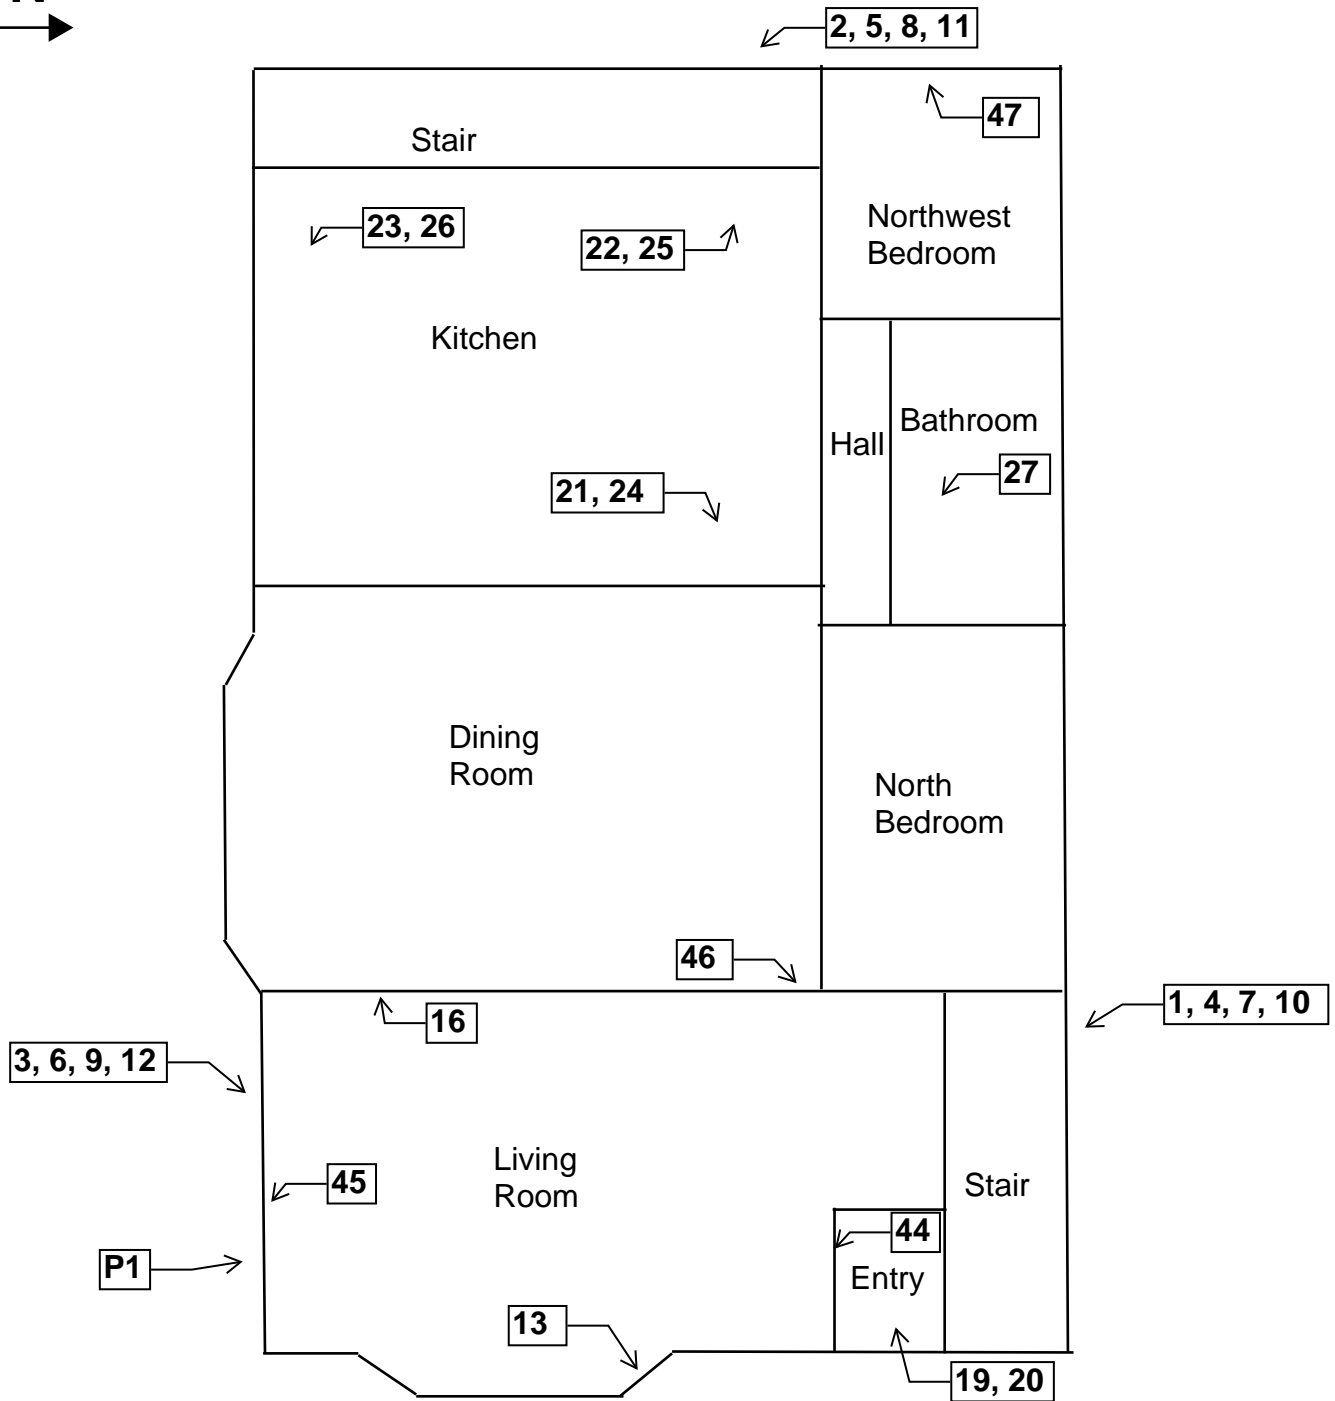 2, 5, 8, 11
47
Stair
Northwest
Bedroom
23, 26
22, 25
Kitchen
Bathroom
Hall
27
21, 24
Dining
Room
North
Bedroom
46
16
1, 4, 7, 10
3, 6, 9, 12
Living
Room
45
Stair
44
P1
Entry
13
19, 20